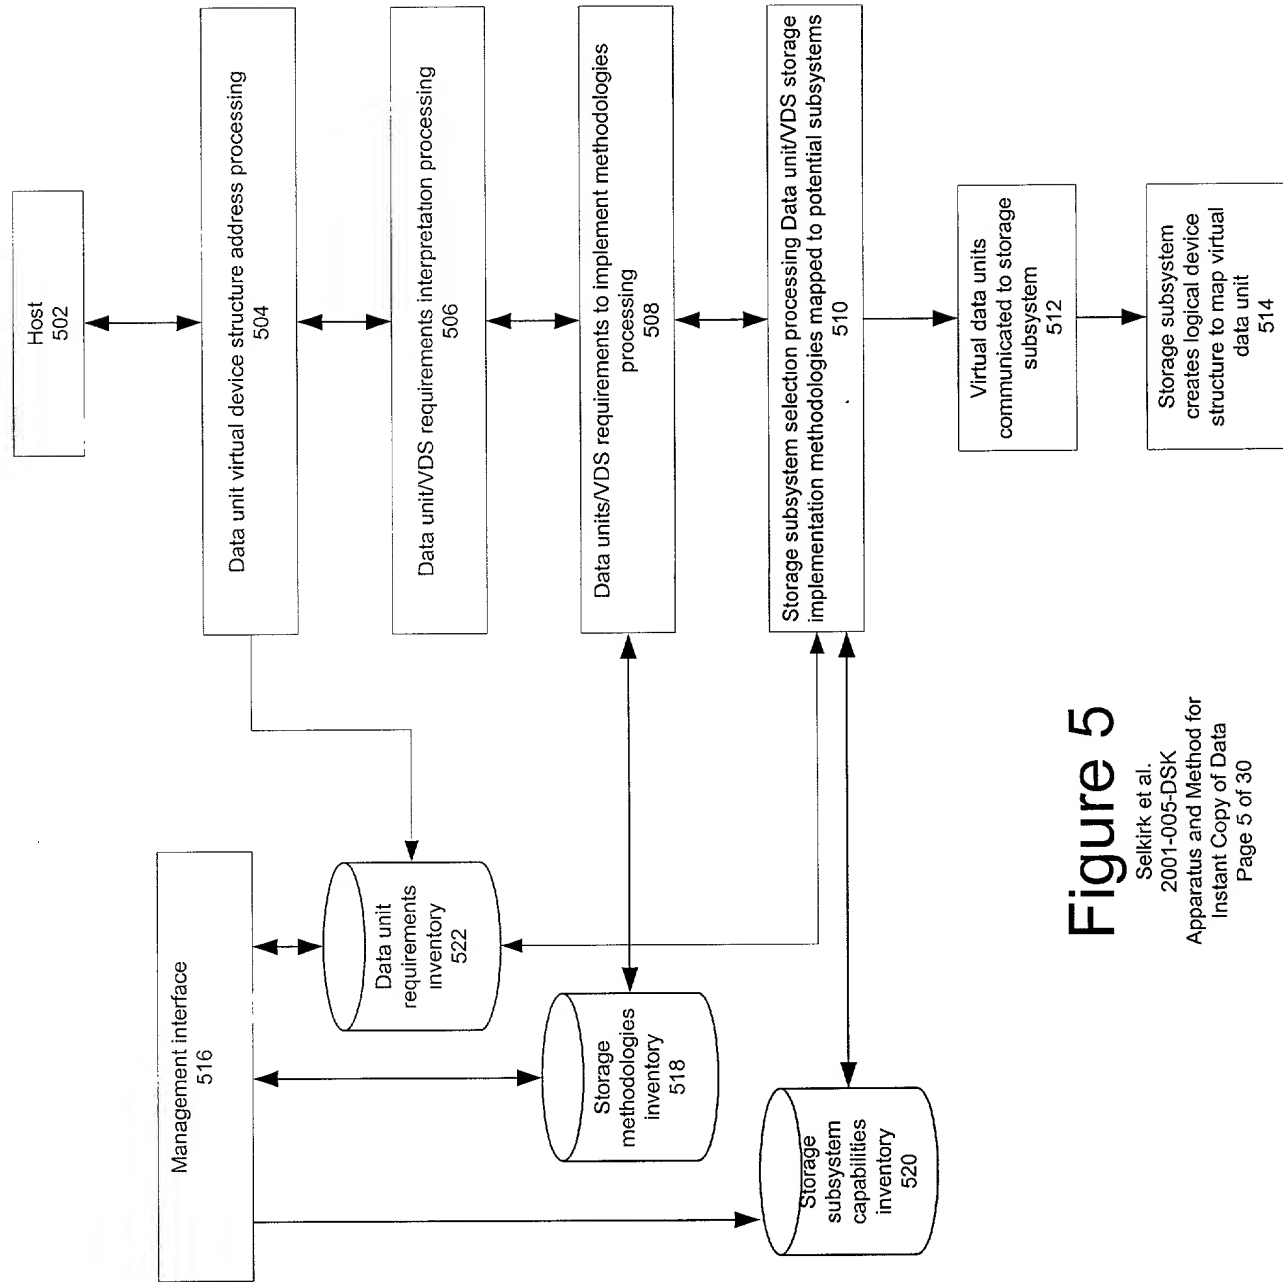 Host
502
Data unit virtual device structure address processing
504
Data unit/VDS requirements interpretation processing
506
Data units/VDS requirements to implement methodologies
processing
508
Storage subsystem selection processing Data unit/VDS storage
implementation methodologies mapped to potential subsystems
510
Virtual data units
communicated to storage
subsystem
512
Storage subsystem
creates logical device
structure to map virtual
data unit
514
Management interface
516
Data unit
requirements
inventory
522
Storage
methodologies
inventory
518
Storage
subsystem
capabilities
inventory
520
Figure 5
Selkirk et al.
2001-005-DSK
Apparatus and Method for
Instant Copy of Data
Page 5 of 30